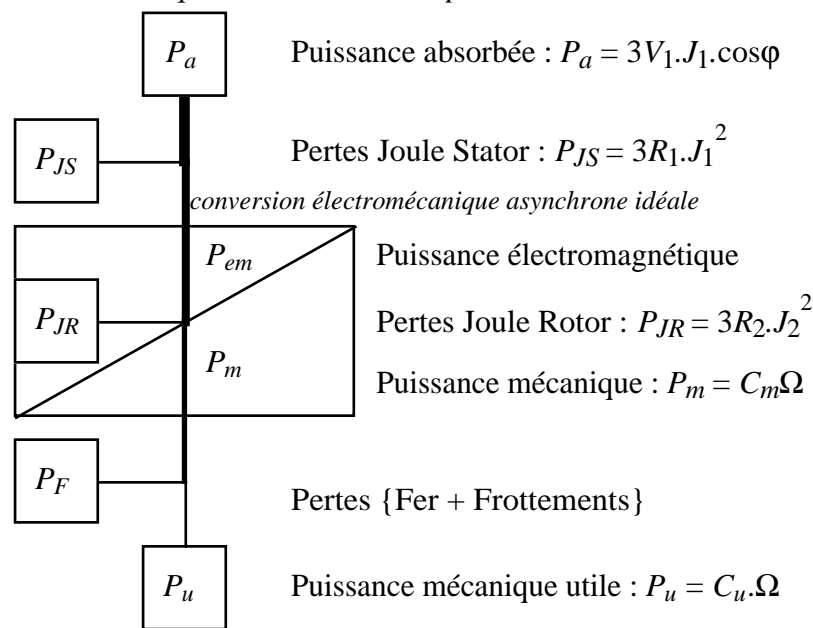 P_a Puissance absorbée : P_a = 3V_1.J_1.cosφ
P_JS Pertes Joule Stator : P_JS = 3R_1.J_1^2
conversion électromécanique asynchrone idéale
P_em Puissance électromagnétique
P_JR Pertes Joule Rotor : P_JR = 3R_2.J_2^2
P_m Puissance mécanique : P_m = C_mΩ
P_F Pertes {Fer + Frottements}
P_u Puissance mécanique utile : P_u = C_u.Ω